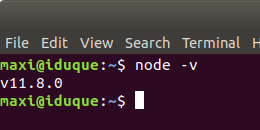 File Edit View Search Terminal H
maxi@iduque:~$ node -v
v11.8.0
maxi@iduque:~$